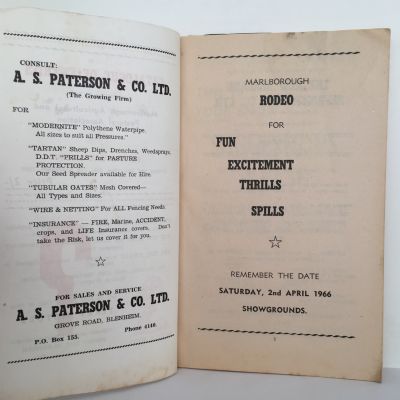 CONSULT:
A. S. PATERSON & CO. LTD.
(The Growing Firm)
FOR
"MODERNITE" Polythene Waterpipe.
All sizes to suit all Pressures."
"TARTAN" Sheep Dips, Drenches, Weedsprays,
D.D.T. "PRILLS" for PASTURE
PROTECTION.
Our Seed Spreader available for Hire.
"TUBULAR GATES" Mesh Covered—
All Types and Sizes.
"WIRE & NETTING" For ALL Fencing Needs.
"INSURANCE" — FIRE, Marine, ACCIDENT,
crops, and LIFE Insurance covers. Don't
take the Risk, let us cover it for you.
FOR SALES AND SERVICE
A. S. PATERSON & CO. LTD.
GROVE ROAD, BLENHEIM.
P.O. Box 155. Phone 4140.
MARLBOROUGH
RODEO
FOR
FUN
EXCITEMENT
THRILLS
SPILLS
REMEMBER THE DATE
SATURDAY, 2nd APRIL 1966
SHOWGROUNDS.